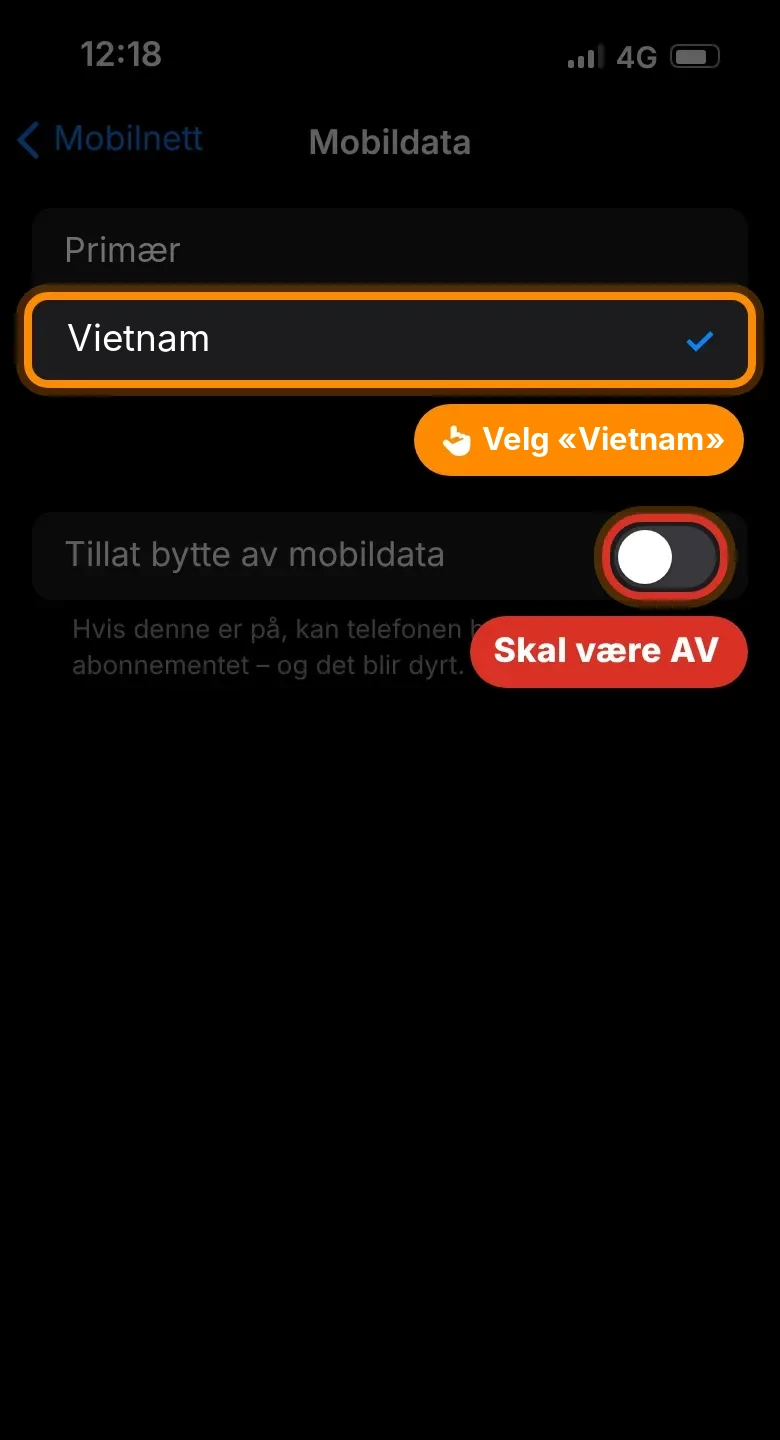 12:18
4G
Mobilnett
Mobildata
Primær
Vietnam
Velg «Vietnam»
Tillat bytte av mobildata
Hvis denne er på, kan telefonen
abonnementet – og det blir dyrt.
Skal være AV